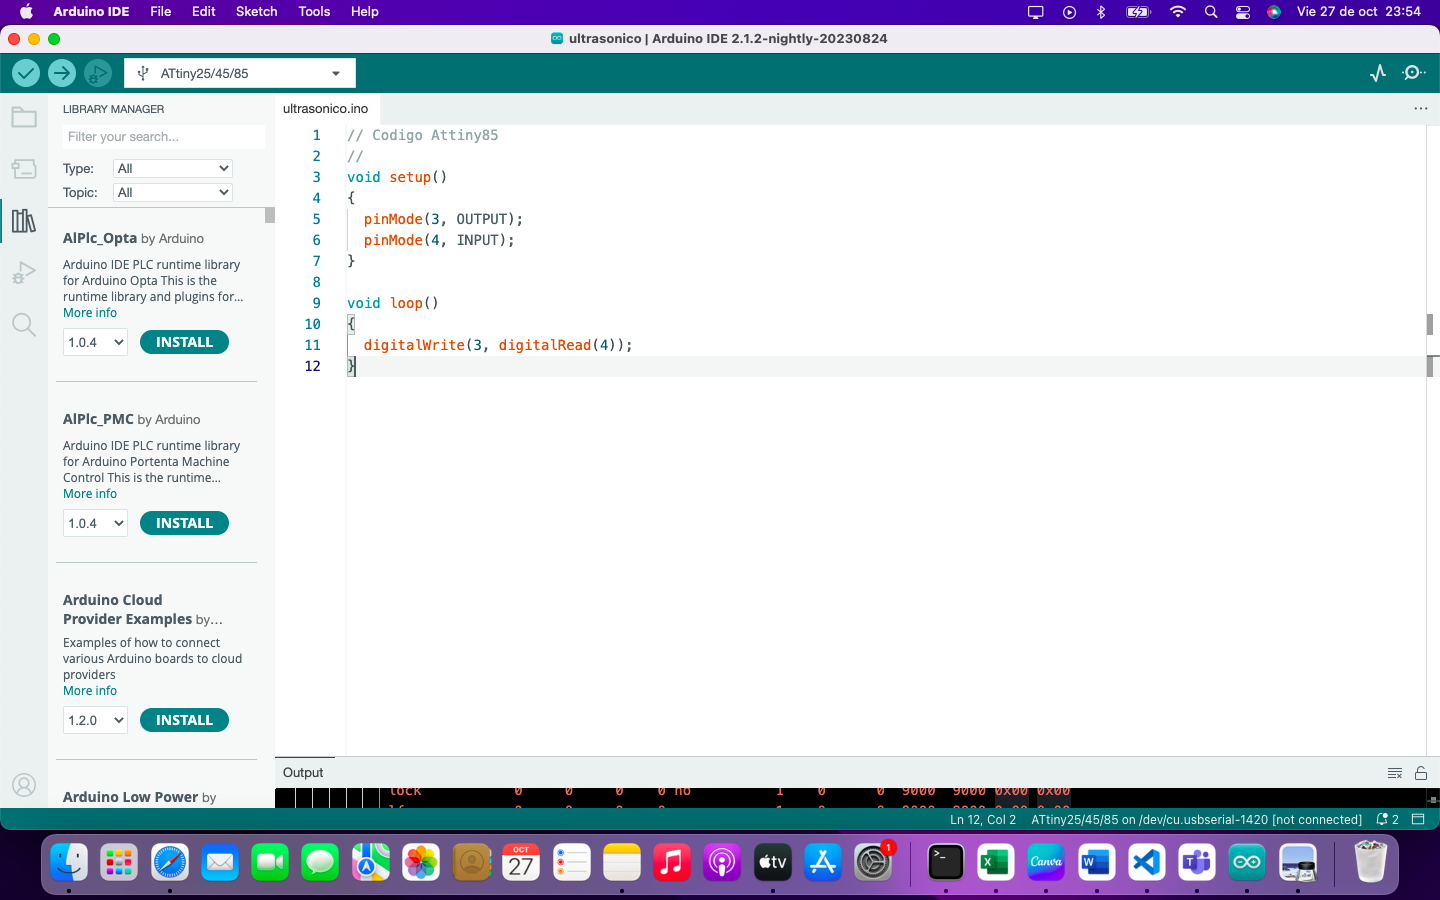 Arduino IDE File Edit Sketch Tools Help Vie 27 de oct 23:54
ultrasonico | Arduino IDE 2.1.2-nightly-20230824
ATtiny25/45/85
LIBRARY MANAGER
Filter your search...
Type: All
Topic: All
AlPlc_Opta by Arduino
Arduino IDE PLC runtime library
for Arduino Opta This is the
runtime library and plugins for...
More info
1.0.4 INSTALL
AlPlc_PMC by Arduino
Arduino IDE PLC runtime library
for Arduino Portenta Machine
Control This is the runtime...
More info
1.0.4 INSTALL
Arduino Cloud
Provider Examples by...
Examples of how to connect
various Arduino boards to cloud
providers
More info
1.2.0 INSTALL
Arduino Low Power by
ultrasonico.ino
1 // Codigo Attiny85
2 //
3 void setup()
4 {
5 pinMode(3, OUTPUT);
6 pinMode(4, INPUT);
7 }
8
9 void loop()
10 {
11 digitalWrite(3, digitalRead(4));
12 }
Output
lock 0 0 0 0 no 1 0 0 9000 9000 0x00 0x00
Ln 12, Col 2 ATtiny25/45/85 on /dev/cu.usbserial-1420 [not connected] 2
OCT
27
tv
1
Canva